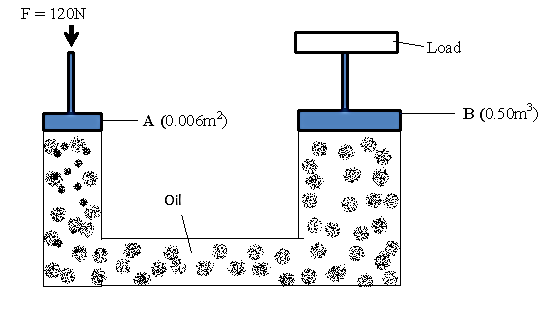 F = 120N
Load
A (0.006m²)
B (0.50m³)
Oil